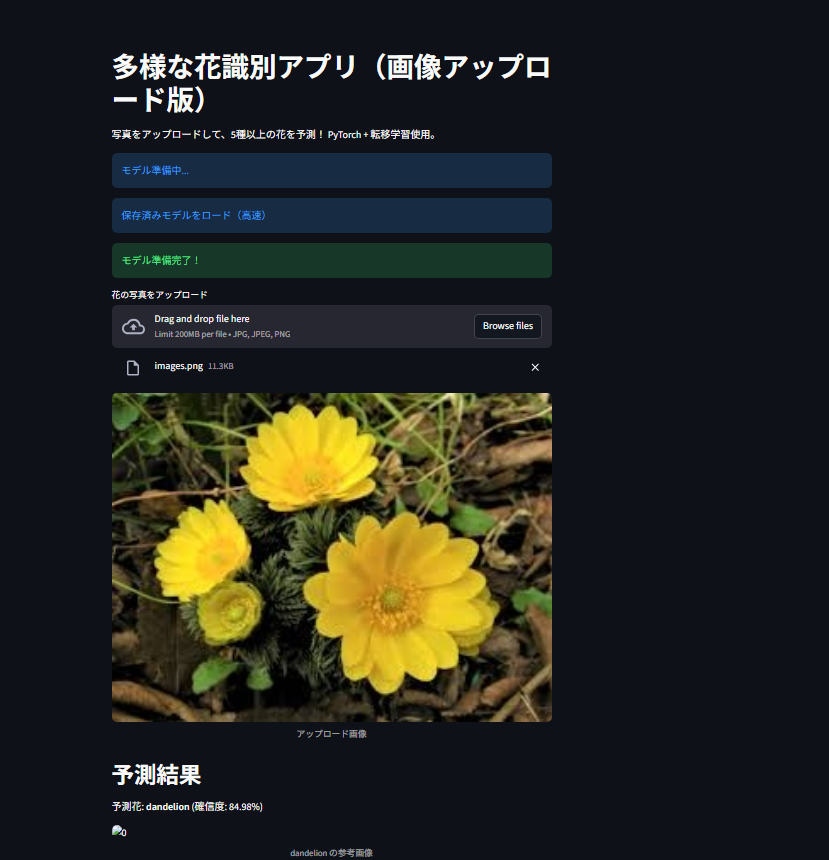 多様な花識別アプリ（画像アップロ
ード版）
写真をアップロードして、5種以上の花を予測！ PyTorch + 転移学習使用。
モデル準備中...
保存済みモデルをロード（高速）
モデル準備完了！
花の写真をアップロード
Drag and drop file here
Limit 200MB per file • JPG, JPEG, PNG
Browse files
images.png 11.3KB
アップロード画像
予測結果
予測花: dandelion (確信度: 84.98%)
0
dandelion の参考画像